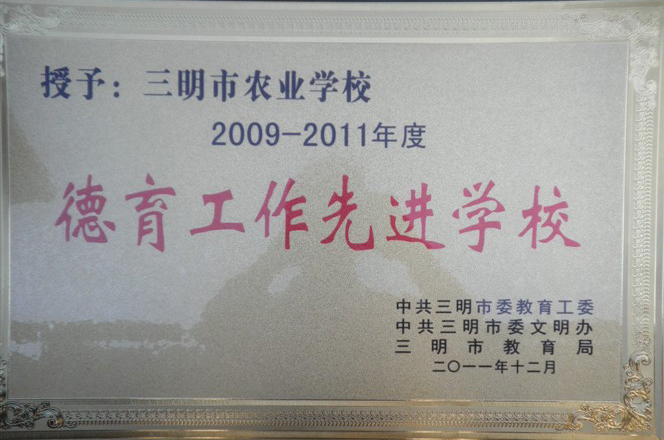 授予：三明市农业学校
2009-2011年度
德育工作先进学校
中共三明市委教育工委
中共三明市委文明办
三明市教育局
二〇一一年十二月